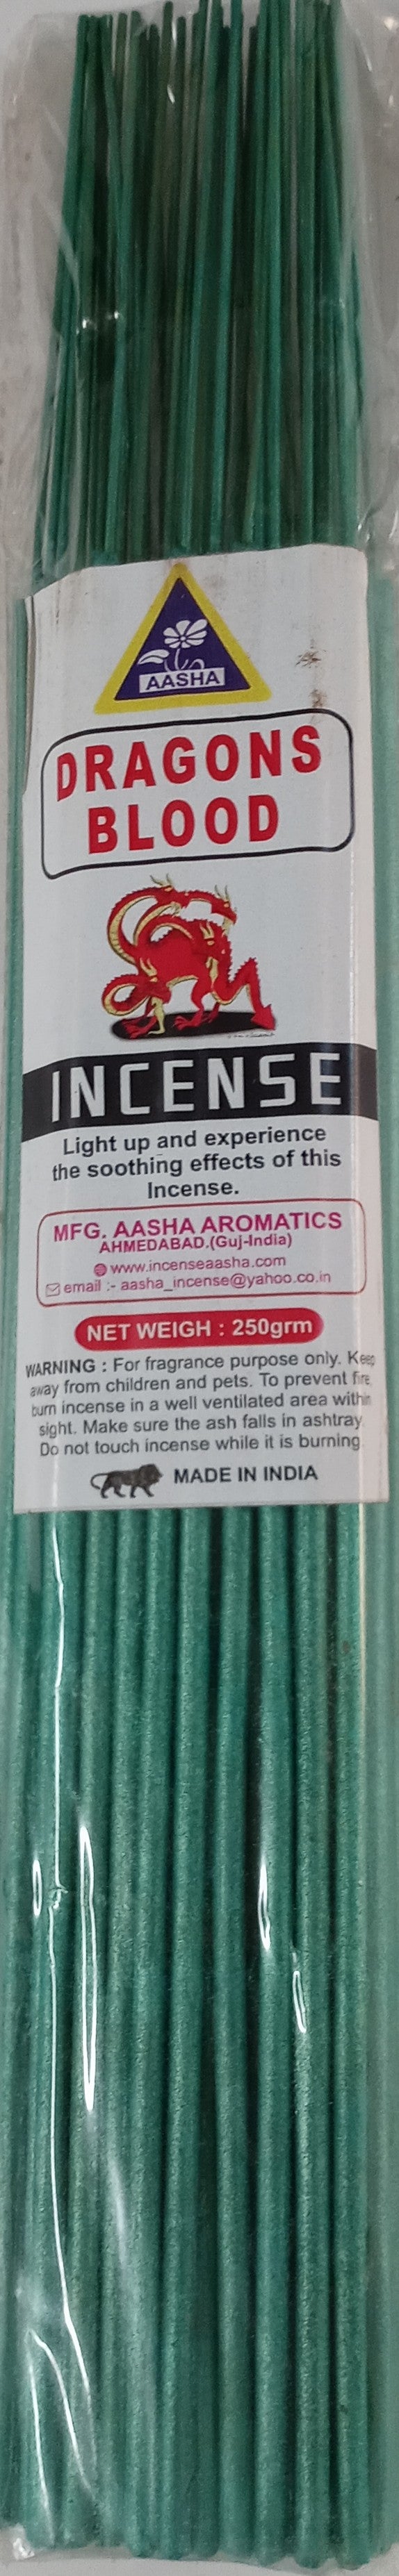 AASHA
DRAGONS
BLOOD
INCENSE
Light up and experience
the soothing effects of this
Incense.
MFG. AASHA AROMATICS
AHMEDABAD.(Guj-India)
www.incenseaasha.com
email :- aasha_incense@yahoo.co.in
NET WEIGH : 250grm
WARNING : For fragrance purpose only. Keep
away from children and pets. To prevent fire,
burn incense in a well ventilated area within
sight. Make sure the ash falls in ashtray.
Do not touch incense while it is burning.
MADE IN INDIA